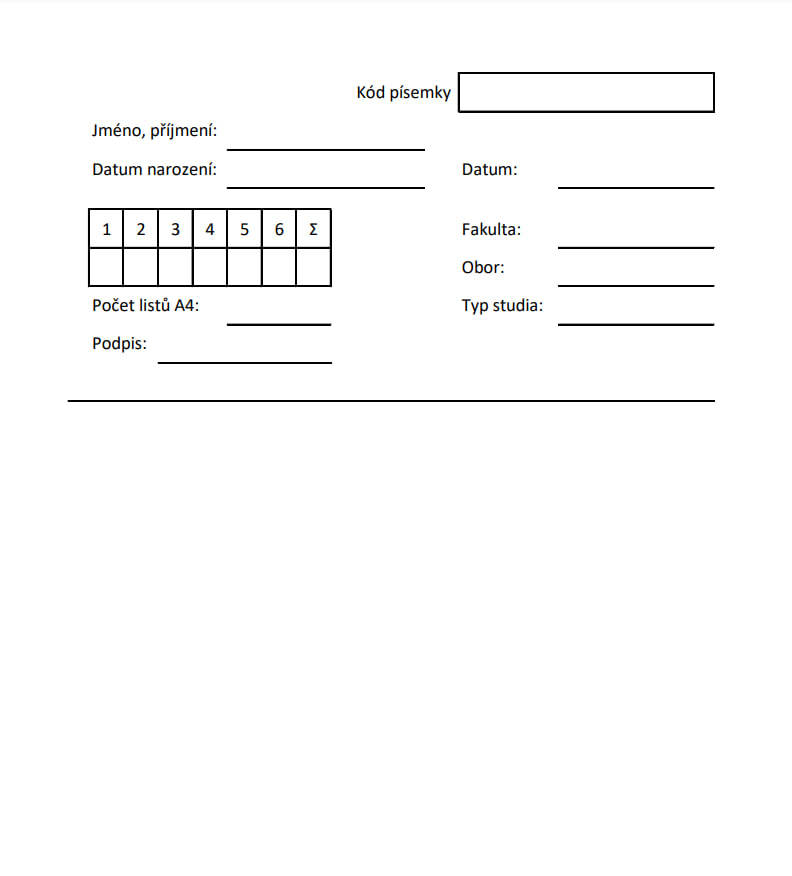 Kód písemky
Jméno, příjmení:
Datum narození: Datum:
1 2 3 4 5 6 Σ Fakulta:
Obor:
Počet listů A4: Typ studia:
Podpis: